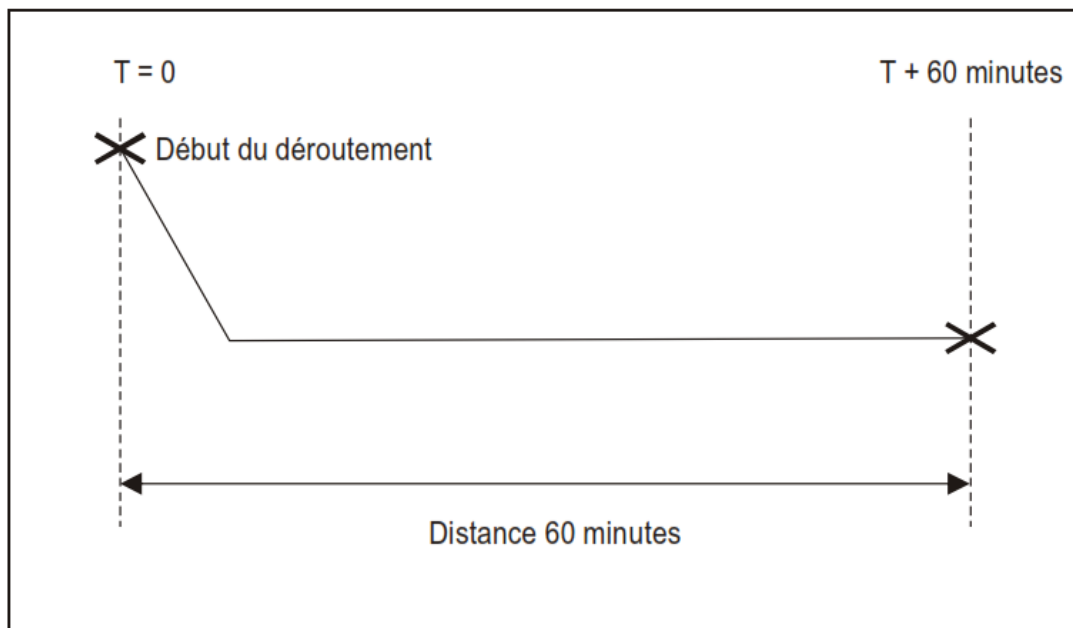 T = 0
T + 60 minutes
Début du déroutement
Distance 60 minutes